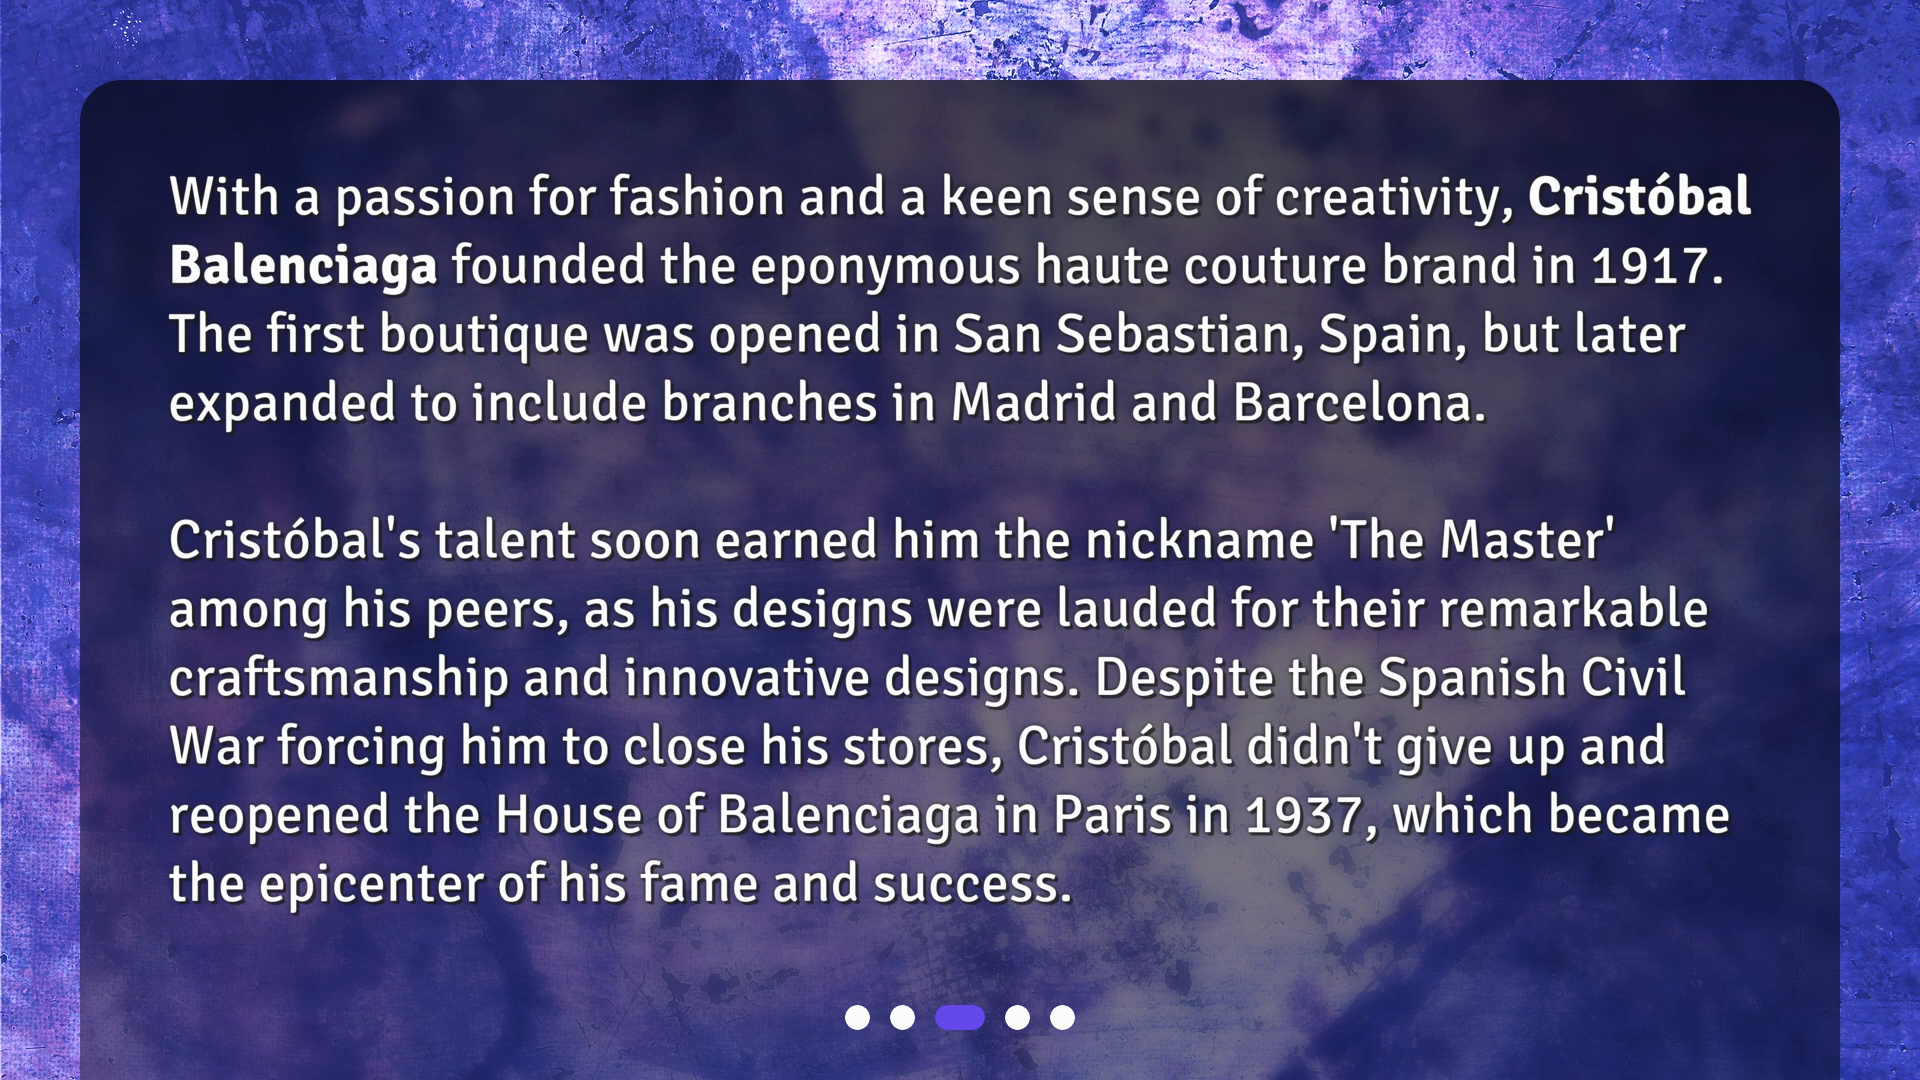 With a passion for fashion and a keen sense of creativity, Cristóbal
Balenciaga founded the eponymous haute couture brand in 1917.
The first boutique was opened in San Sebastian, Spain, but later
expanded to include branches in Madrid and Barcelona.
Cristóbal's talent soon earned him the nickname 'The Master'
among his peers, as his designs were lauded for their remarkable
craftsmanship and innovative designs. Despite the Spanish Civil
War forcing him to close his stores, Cristóbal didn't give up and
reopened the House of Balenciaga in Paris in 1937, which became
the epicenter of his fame and success.